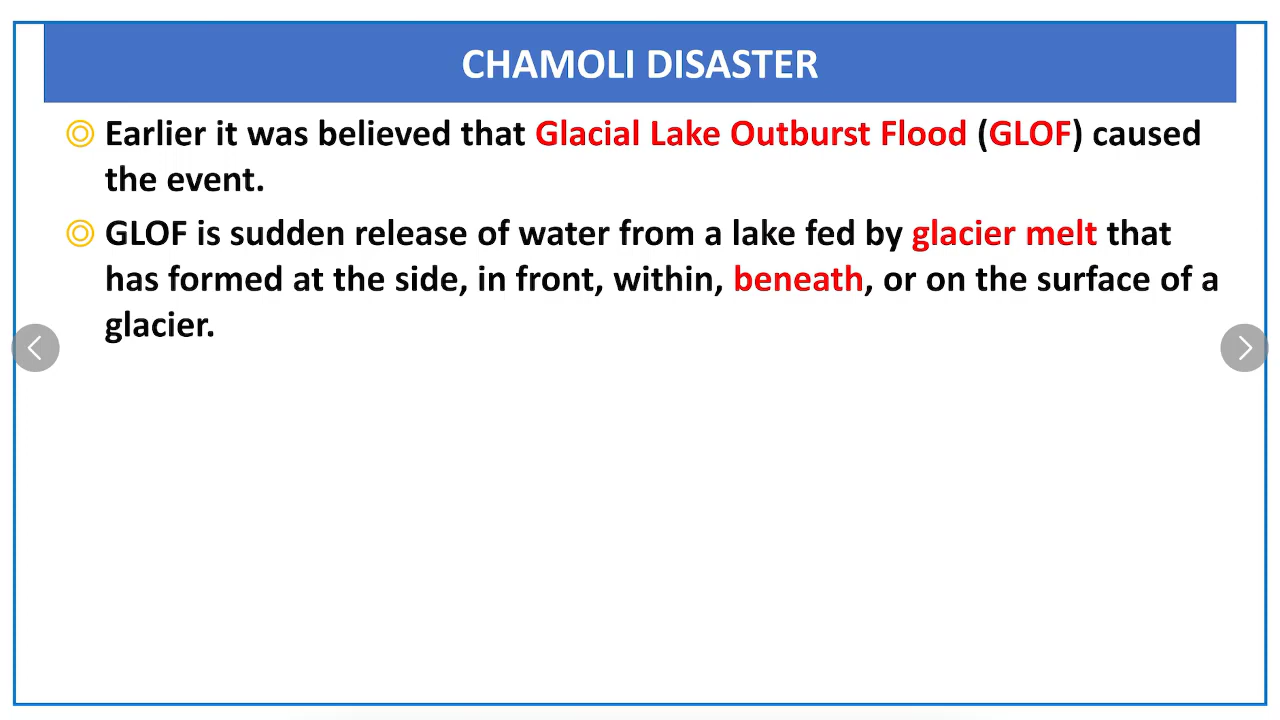 CHAMOLI DISASTER
Earlier it was believed that Glacial Lake Outburst Flood (GLOF) caused
the event.
GLOF is sudden release of water from a lake fed by glacier melt that
has formed at the side, in front, within, beneath, or on the surface of a
glacier.